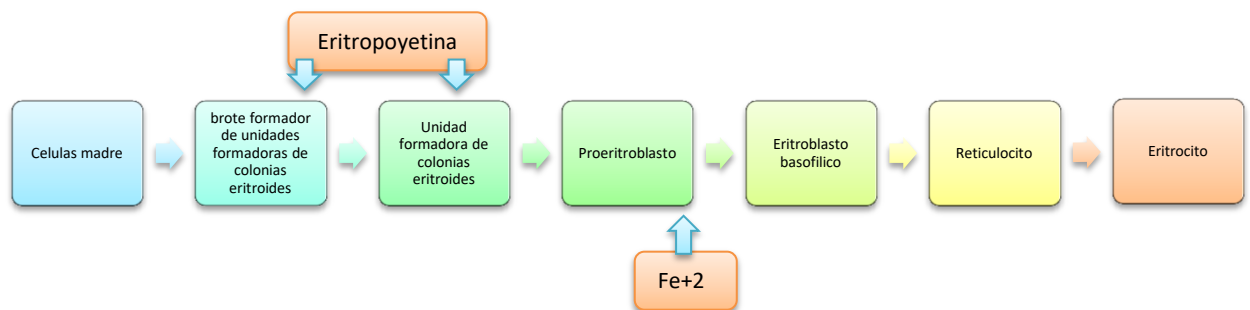 Eritropoyetina
Celulas madre
brote formador
de unidades
formadoras de
colonias
eritroides
Unidad
formadora de
colonias
eritroides
Proeritroblasto
Eritroblasto
basofilico
Reticulocito
Eritrocito
Fe+2